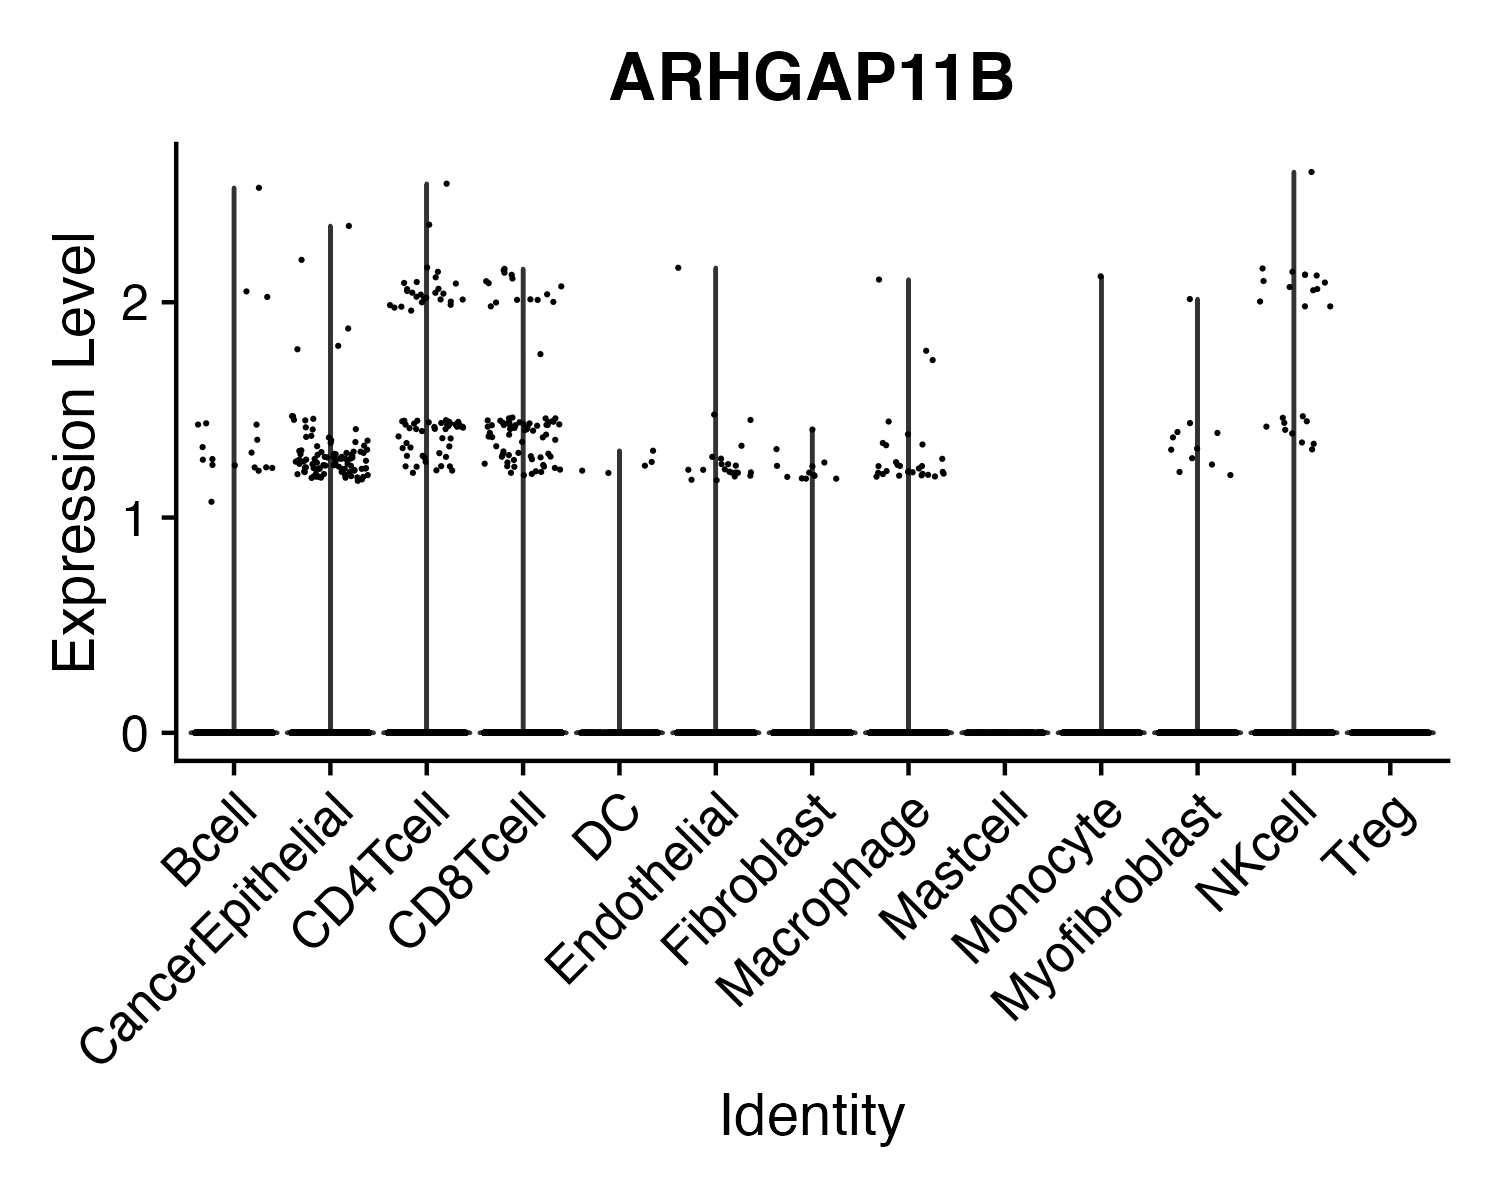 ARHGAP11B
Expression Level
2
1
0
Bcell
CancerEpithelial
CD4Tcell
CD8Tcell
DC
Endothelial
Fibroblast
Macrophage
Mastcell
Monocyte
Myofibroblast
NKcell
Treg
Identity